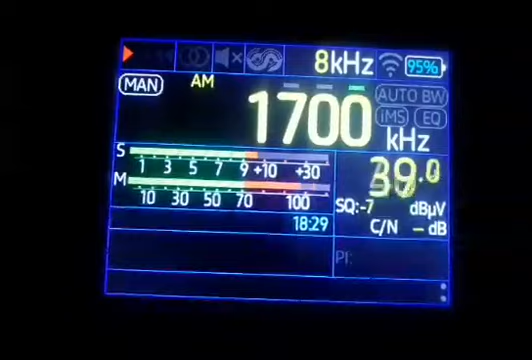 8kHz 95%
MAN AM AUTO BW
1700 iMS EQ
kHz
S 1 3 5 7 9 +10 +30
39.0
M 10 30 50 70 100
SQ:-7 dBµV
18:29 C/N -dB
PI: